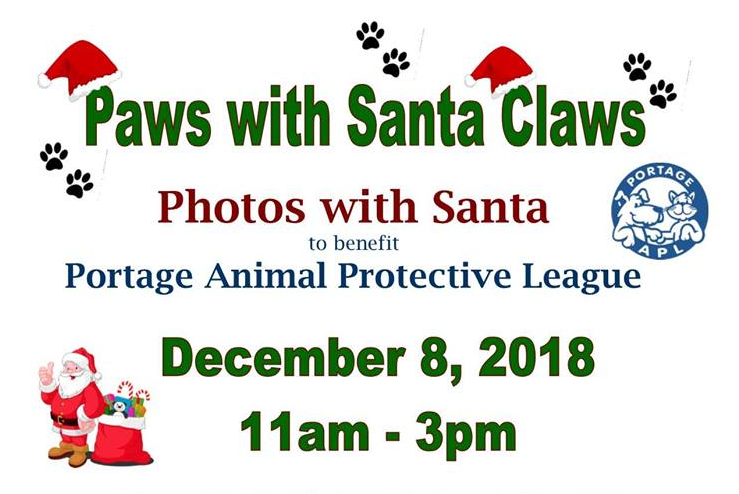 Paws with Santa Claws
Photos with Santa
to benefit
Portage Animal Protective League
PORTAGE
APL
December 8, 2018
11am - 3pm